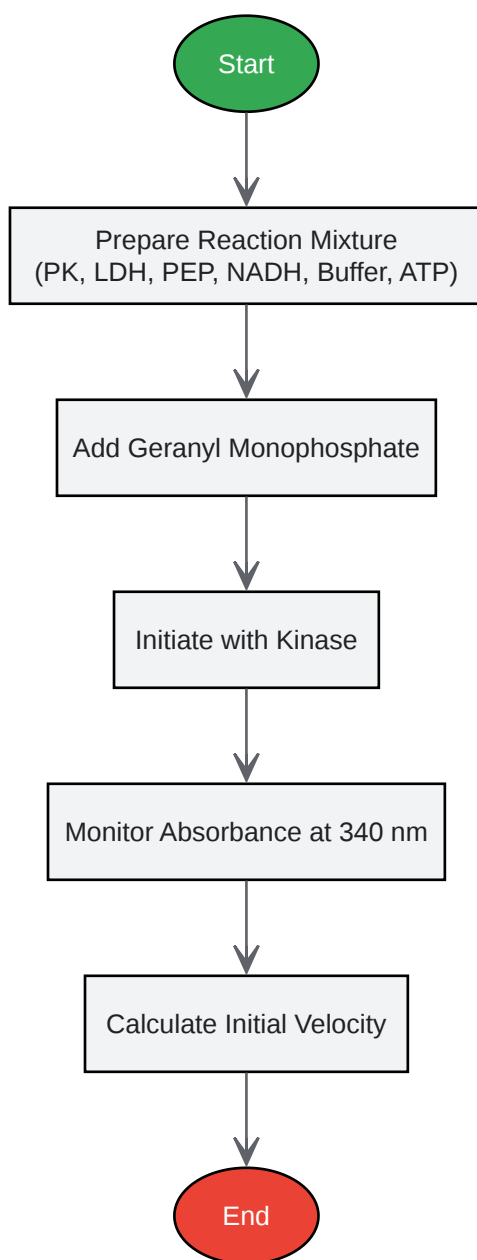 Start
Prepare Reaction Mixture
(PK, LDH, PEP, NADH, Buffer, ATP)
Add Geranyl Monophosphate
Initiate with Kinase
Monitor Absorbance at 340 nm
Calculate Initial Velocity
End